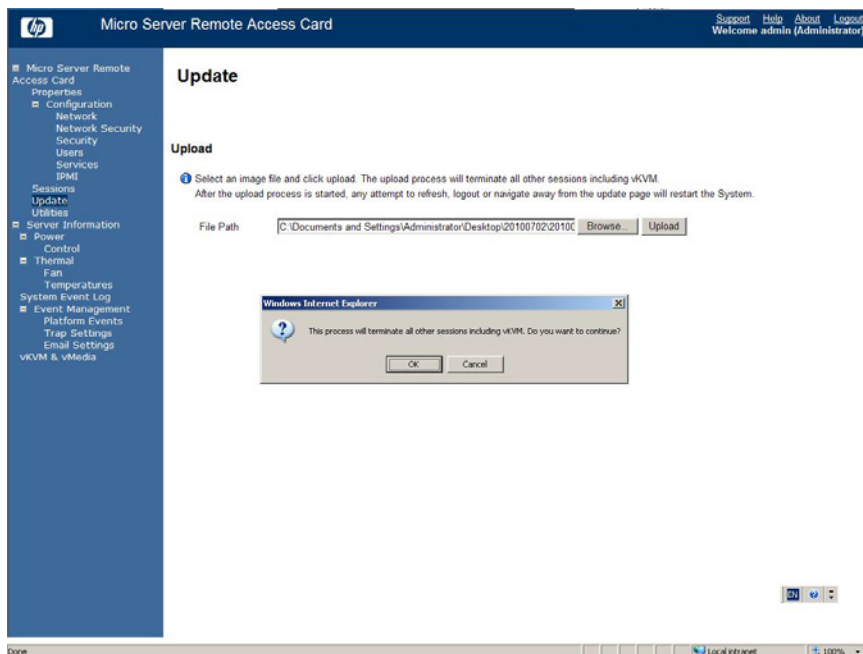 hp
Micro Server Remote Access Card
Support Help About Logout
Welcome admin (Administrator)
Micro Server Remote
Access Card
Properties
Configuration
Network
Network Security
Security
Users
Services
IPMI
Sessions
Update
Utilities
Server Information
Power
Control
Thermal
Fan
Temperatures
System Event Log
Event Management
Platform Events
Trap Settings
Email Settings
vKVM & vMedia
Update
Upload
Select an image file and click upload. The upload process will terminate all other sessions including vKVM.
After the upload process is started, any attempt to refresh, logout or navigate away from the update page will restart the System.
File Path C:\Documents and Settings\Administrator\Desktop\20100702\2010C Browse... Upload
Windows Internet Explorer
This process will terminate all other sessions including vKVM. Do you want to continue?
OK Cancel
EN
Done Local intranet 100%